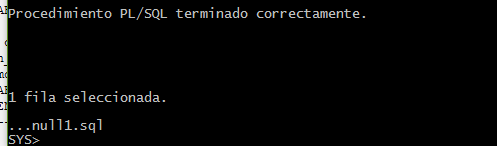 Procedimiento PL/SQL terminado correctamente.
1 fila seleccionada.
...null1.sql
SYS>